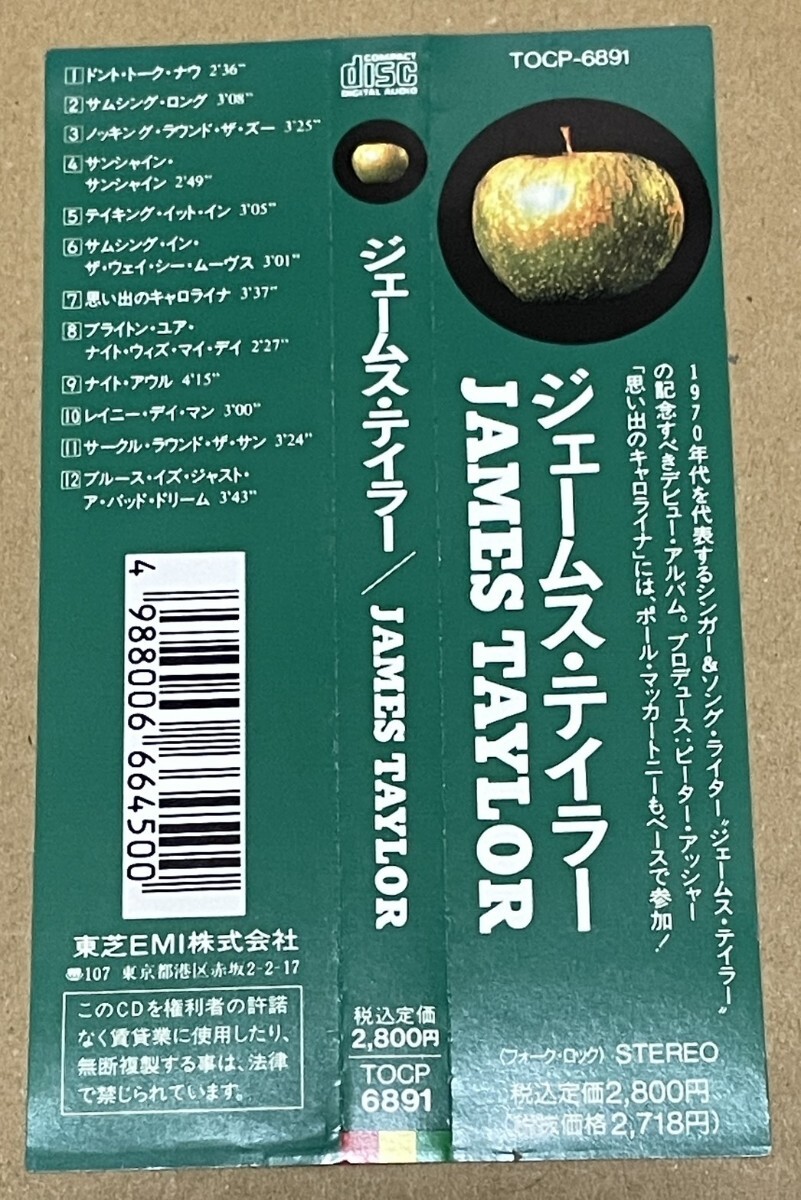 1 ドント・トーク・ナウ 2'36"
2 サムシング・ロング 3'08"
3 ノッキング・ラウンド・ザ・ズー 3'25"
4 サンシャイン・
サンシャイン 2'49"
5 テイキング・イット・イン 3'05"
6 サムシング・イン・
ザ・ウェイ・シー・ムーヴス 3'01"
7 思い出のキャロライナ 3'37"
8 ブライトン・ユア・
ナイト・ウィズ・マイ・デイ 2'27"
9 ナイト・アウル 4'15"
10 レイニー・デイ・マン 3'00"
11 サークル・ラウンド・ザ・サン 3'24"
12 ブルース・イズ・ジャスト・
ア・バッド・ドリーム 3'43"
4 988006 664500
東芝EMI株式会社
107 東京都港区赤坂2-2-17
このCDを権利者の許諾
なく賃貸業に使用したり、
無断複製する事は、法律
で禁じられています。
COMPACT
disc
DIGITAL AUDIO
ジェームス・テイラー/JAMES TAYLOR
税込定価
2,800円
TOCP
6891
TOCP-6891
1970年代を代表するシンガー&ソング・ライター"ジェームス・テイラー"
の記念すべきデビュー・アルバム。プロデュース:ピーター・アッシャー
「思い出のキャロライナ」には、ポール・マッカートニーもベースで参加!
ジェームス・テイラー
JAMES TAYLOR
(フォーク・ロック) STEREO
税込定価2,800円
(税抜価格2,718円)